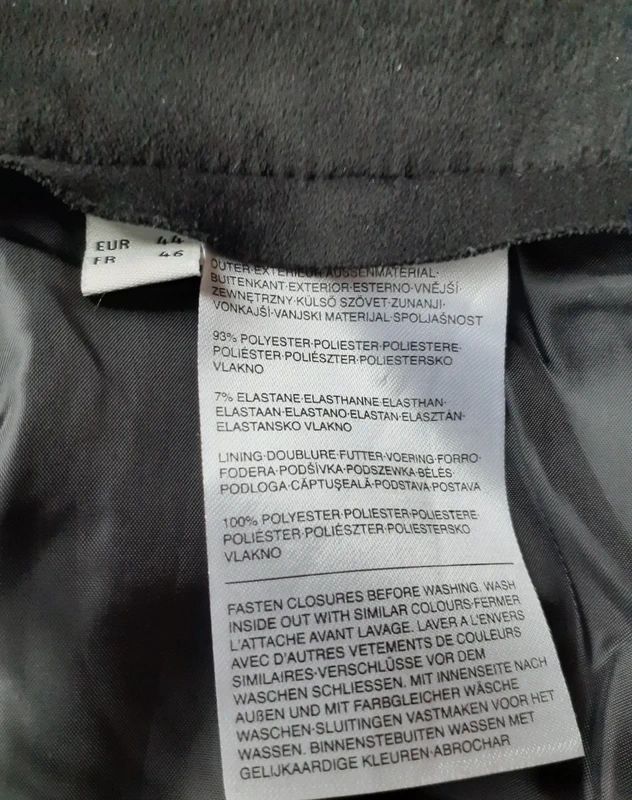 EUR 44
FR 46
OUTER·EXTERIEUR·AUSSENMATERIAL·
BUITENKANT·EXTERIOR·ESTERNO·VNĚJŠÍ·
ZEWNĘTRZNY·KÜLSŐ SZÖVET·ZUNANJI·
VONKAJŠÍ·VANJSKI MATERIJAL·SPOLJAŠNOST
93% POLYESTER·POLIESTER·POLIESTERE·
POLIÉSTER·POLIÉSZTER·POLIESTERSKO
VLAKNO
7% ELASTANE·ELASTHANNE·ELASTHAN·
ELASTAAN·ELASTANO·ELASTAN·ELASZTÁN·
ELASTANSKO VLAKNO
LINING·DOUBLURE·FUTTER·VOERING·FORRO·
FODERA·PODŠÍVKA·PODSZEWKA·BÉLÉS·
PODLOGA·CĂPTUŞEALĂ·PODSTAVA·POSTAVA
100% POLYESTER·POLIESTER·POLIESTERE·
POLIÉSTER·POLIÉSZTER·POLIESTERSKO
VLAKNO
FASTEN CLOSURES BEFORE WASHING. WASH
INSIDE OUT WITH SIMILAR COLOURS·FERMER
L'ATTACHE AVANT LAVAGE. LAVER A L'ENVERS
AVEC D'AUTRES VETEMENTS DE COULEURS
SIMILAIRES·VERSCHLÜSSE VOR DEM
WASCHEN SCHLIESSEN. MIT INNENSEITE NACH
AUßEN UND MIT FARBGLEICHER WÄSCHE
WASCHEN·SLUITINGEN VASTMAKEN VOOR HET
WASSEN. BINNENSTEBUITEN WASSEN MET
GELIJKAARDIGE KLEUREN·ABROCHAR